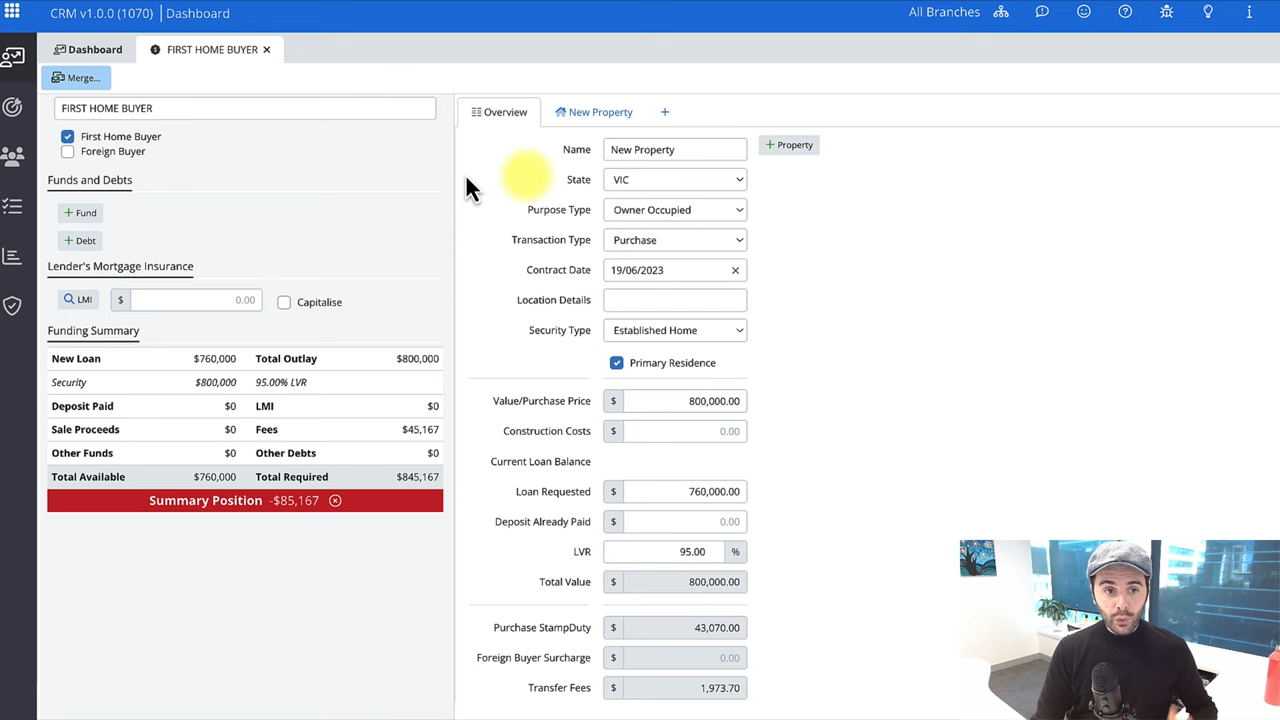 CRM v1.0.0 (1070) | Dashboard
All Branches
Dashboard
FIRST HOME BUYER
Merge...
FIRST HOME BUYER
First Home Buyer
Foreign Buyer
Funds and Debts
+ Fund
+ Debt
Lender's Mortgage Insurance
LMI $ 0.00 Capitalise
Funding Summary
New Loan $760,000 Total Outlay $800,000
Security $800,000 95.00% LVR
Deposit Paid $0 LMI $0
Sale Proceeds $0 Fees $45,167
Other Funds $0 Other Debts $0
Total Available $760,000 Total Required $845,167
Summary Position -$85,167
Overview
New Property
+
Name New Property
+ Property
State VIC
Purpose Type Owner Occupied
Transaction Type Purchase
Contract Date 19/06/2023
Location Details
Security Type Established Home
Primary Residence
Value/Purchase Price $ 800,000.00
Construction Costs $ 0.00
Current Loan Balance
Loan Requested $ 760,000.00
Deposit Already Paid $ 0.00
LVR 95.00 %
Total Value $ 800,000.00
Purchase StampDuty $ 43,070.00
Foreign Buyer Surcharge $ 0.00
Transfer Fees $ 1,973.70